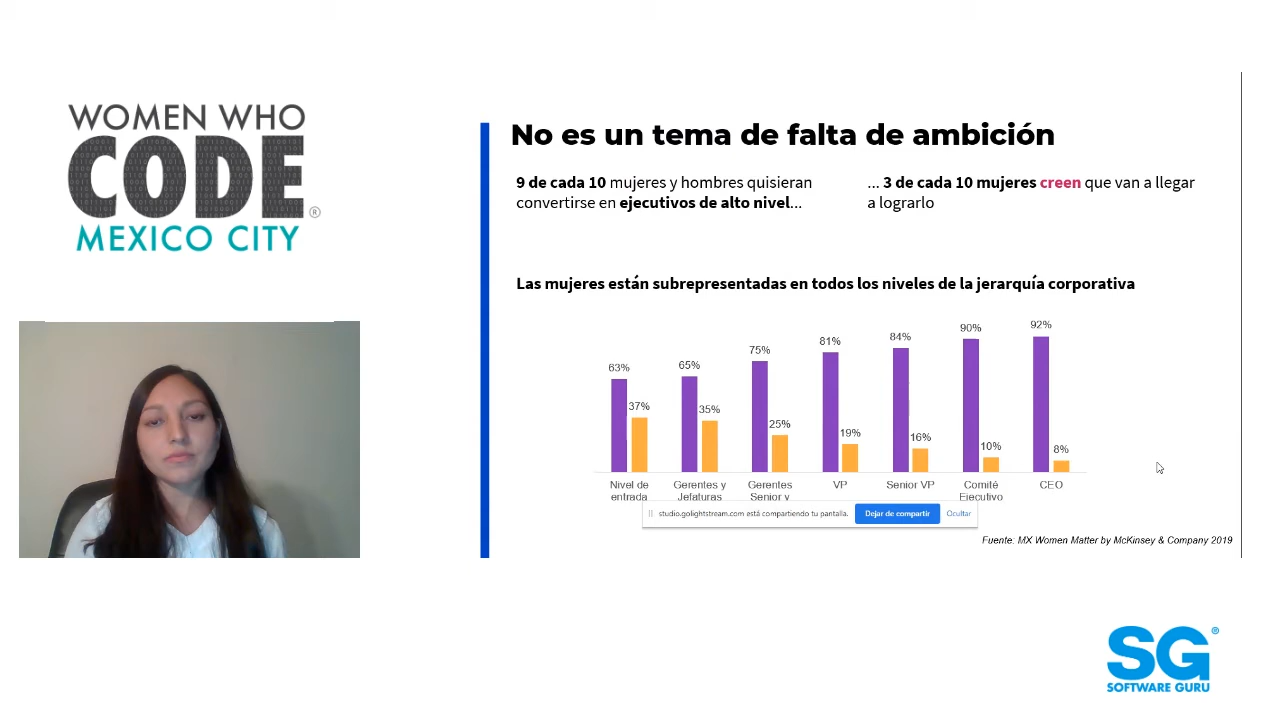 WOMEN WHO
CODE
MEXICO CITY
®
No es un tema de falta de ambición
9 de cada 10 mujeres y hombres quisieran
convertirse en ejecutivos de alto nivel...
... 3 de cada 10 mujeres creen que van a llegar
a lograrlo
Las mujeres están subrepresentadas en todos los niveles de la jerarquía corporativa
63% 37% 65% 35% 75% 25% 81% 19% 84% 16% 90% 10% 92% 8%
Nivel de entrada
Gerentes y Jefaturas
Gerentes Senior y
VP
Senior VP
Comité Ejecutivo
CEO
studio.golightstream.com está compartiendo tu pantalla.
Dejar de compartir
Ocultar
Fuente: MX Women Matter by McKinsey & Company 2019
SG®
SOFTWARE GURU